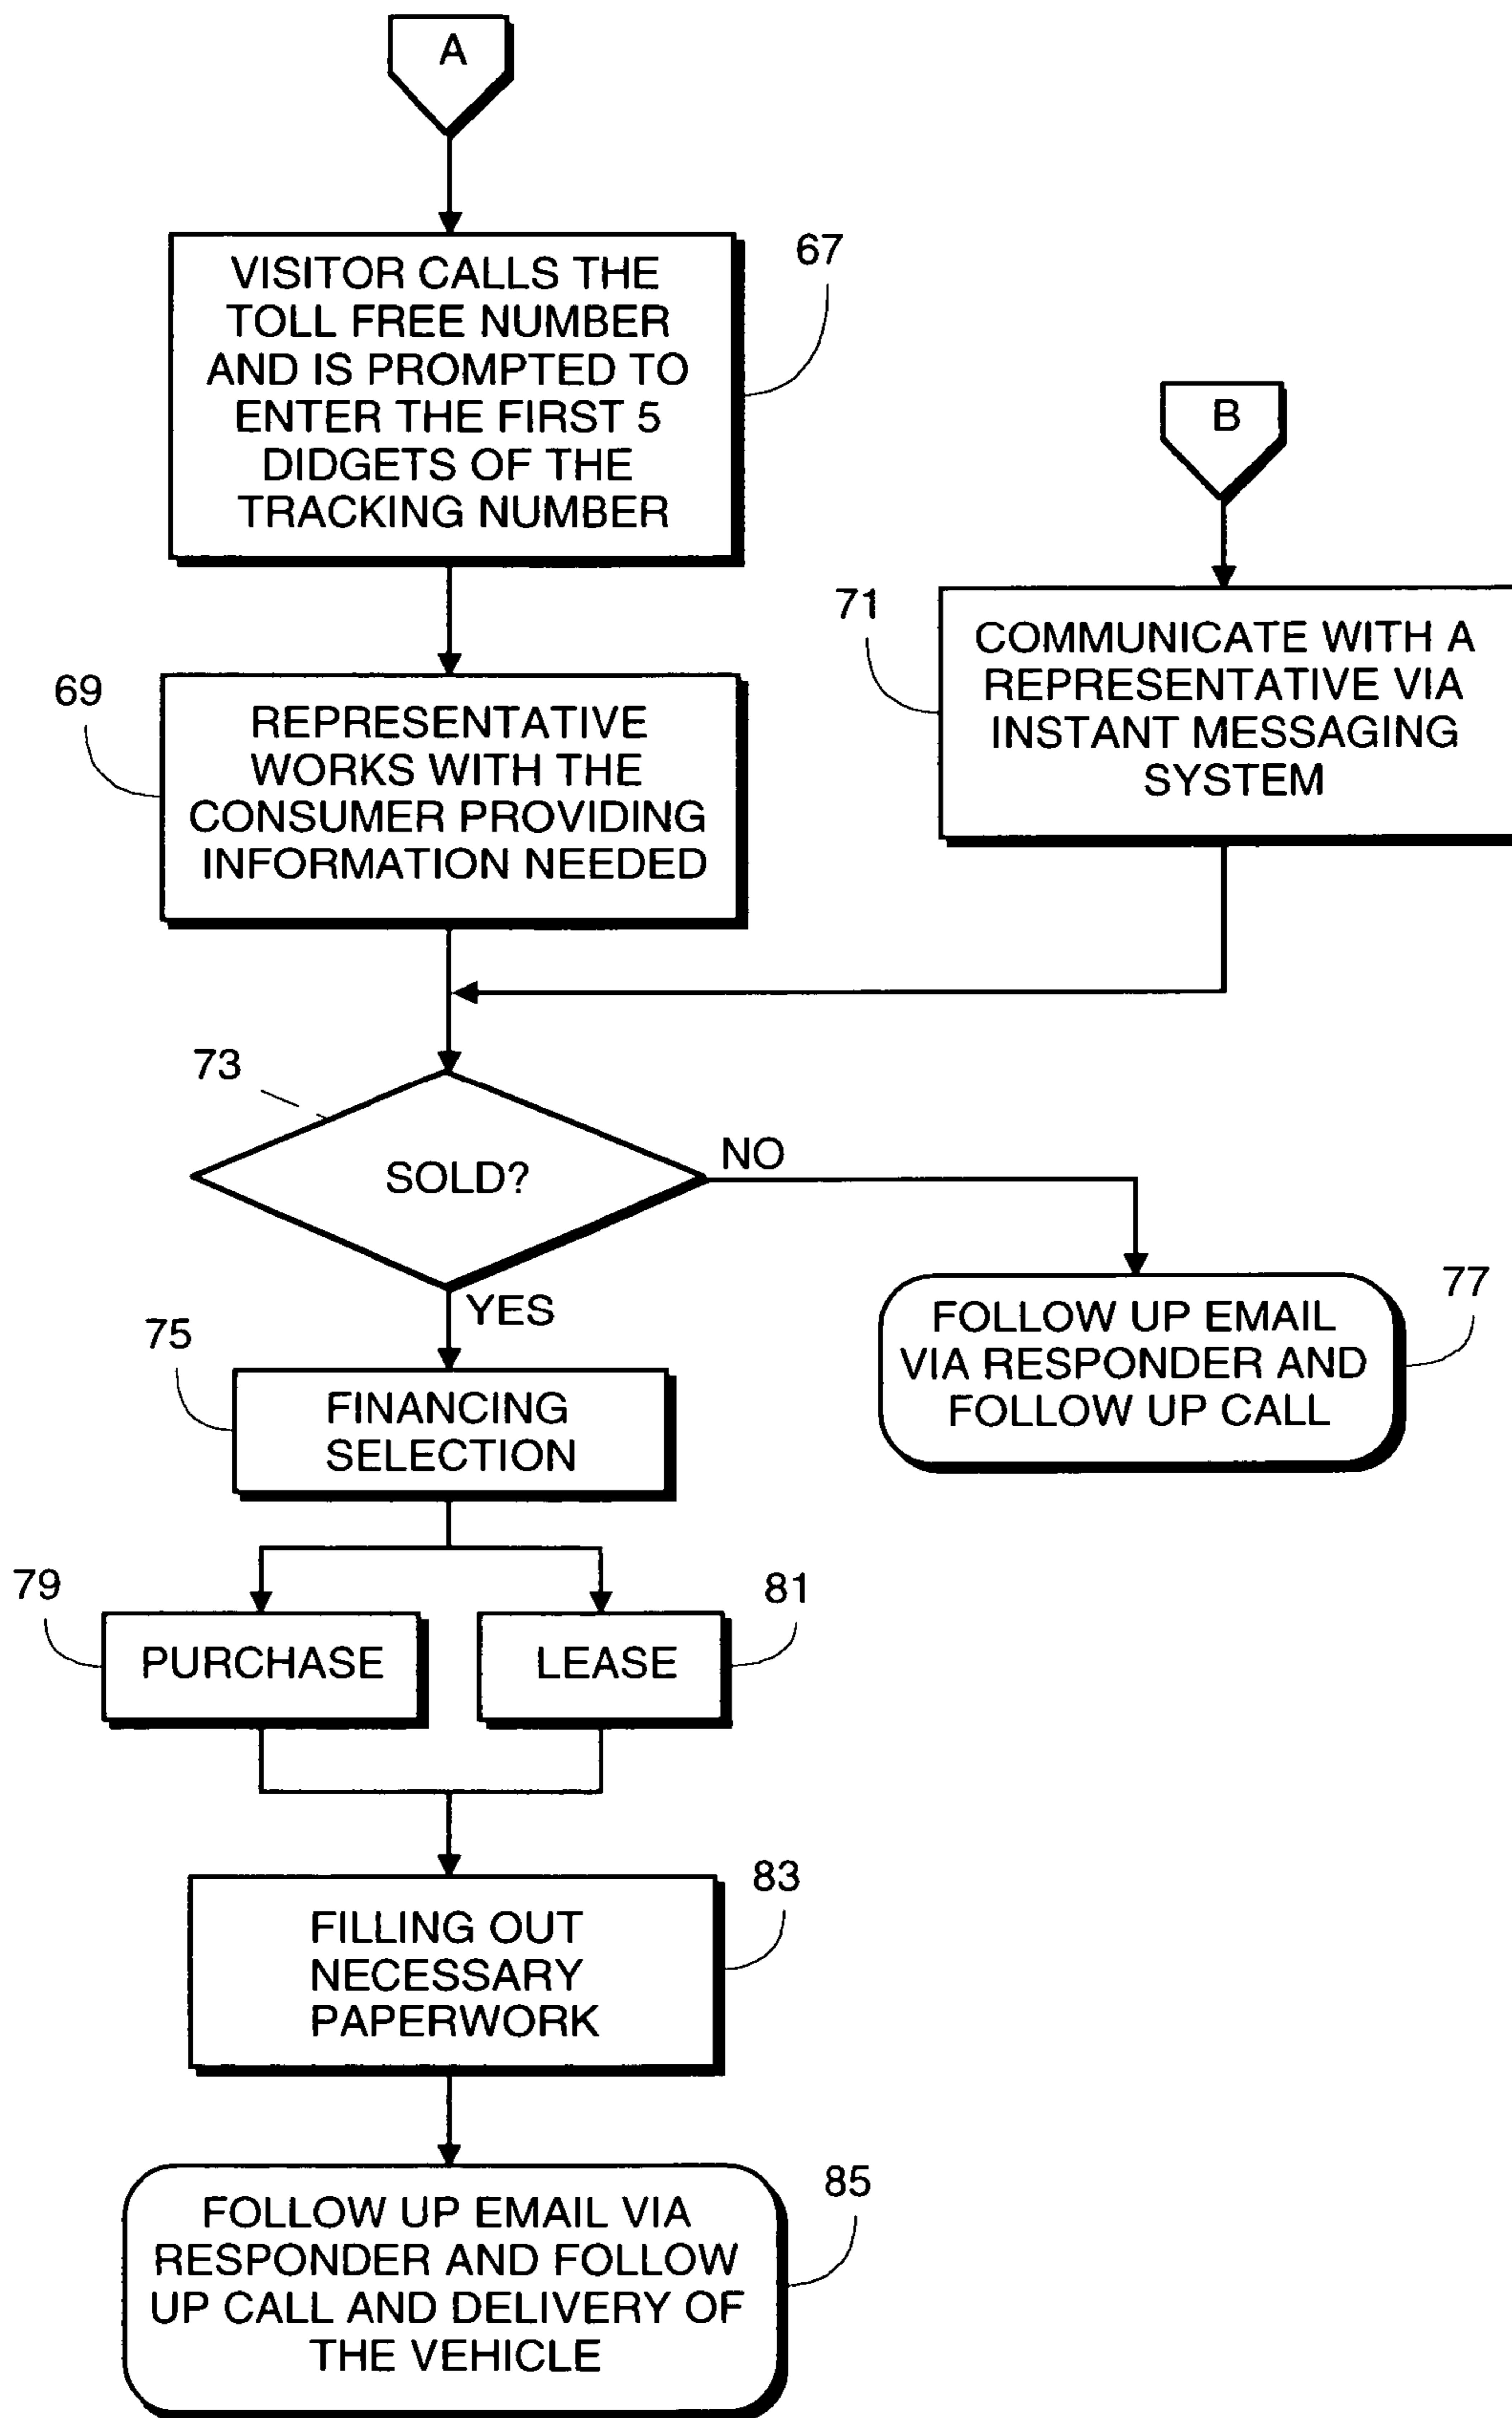 A
67
VISITOR CALLS THE
TOLL FREE NUMBER
AND IS PROMPTED TO
ENTER THE FIRST 5
DIDGETS OF THE
TRACKING NUMBER
B
71
COMMUNICATE WITH A
REPRESENTATIVE VIA
INSTANT MESSAGING
SYSTEM
69
REPRESENTATIVE
WORKS WITH THE
CONSUMER PROVIDING
INFORMATION NEEDED
73
SOLD?
NO
YES
77
FOLLOW UP EMAIL
VIA RESPONDER AND
FOLLOW UP CALL
75
FINANCING
SELECTION
79
PURCHASE
81
LEASE
83
FILLING OUT
NECESSARY
PAPERWORK
85
FOLLOW UP EMAIL VIA
RESPONDER AND FOLLOW
UP CALL AND DELIVERY OF
THE VEHICLE